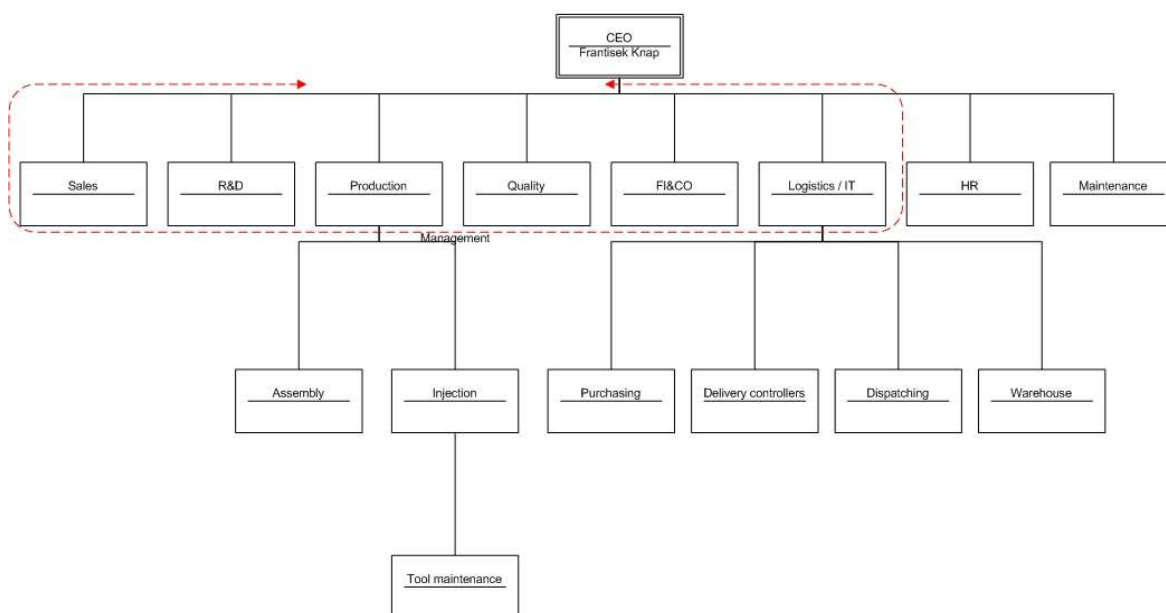 CEO
Frantisek Knap
Sales
R&D
Production
Quality
FI&CO
Logistics / IT
HR
Maintenance
Management
Assembly
Injection
Purchasing
Delivery controllers
Dispatching
Warehouse
Tool maintenance